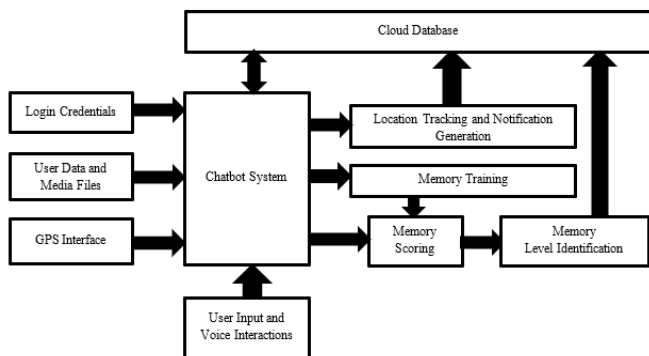 Cloud Database
Login Credentials
Location Tracking and Notification
Generation
User Data and
Media Files
Chatbot System
Memory Training
GPS Interface
Memory
Scoring
Memory
Level Identification
User Input and
Voice Interactions